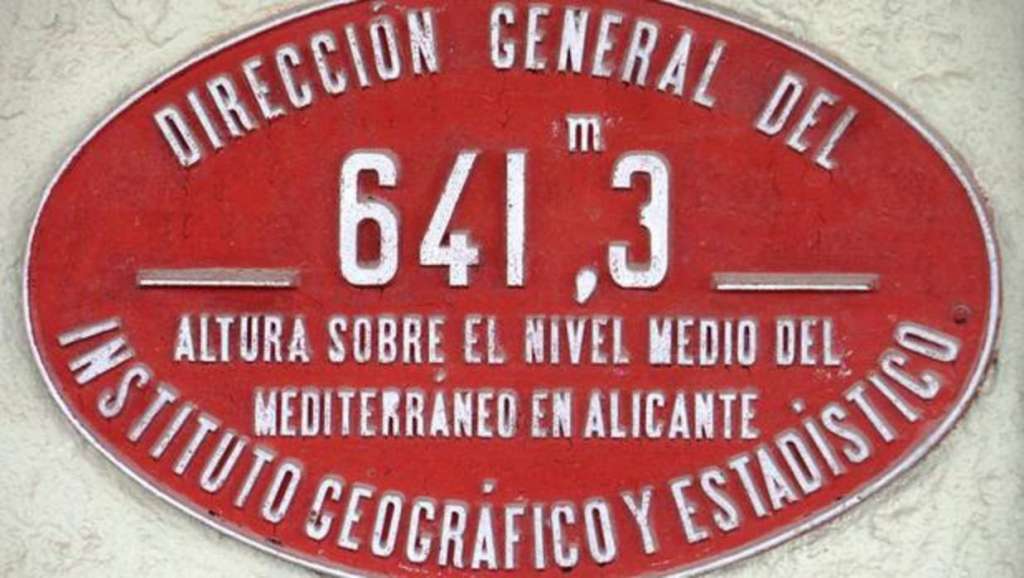 DIRECCIÓN GENERAL DEL
641,3 m
ALTURA SOBRE EL NIVEL MEDIO DEL
MEDITERRÁNEO EN ALICANTE
INSTITUTO GEOGRÁFICO Y ESTADÍSTICO.